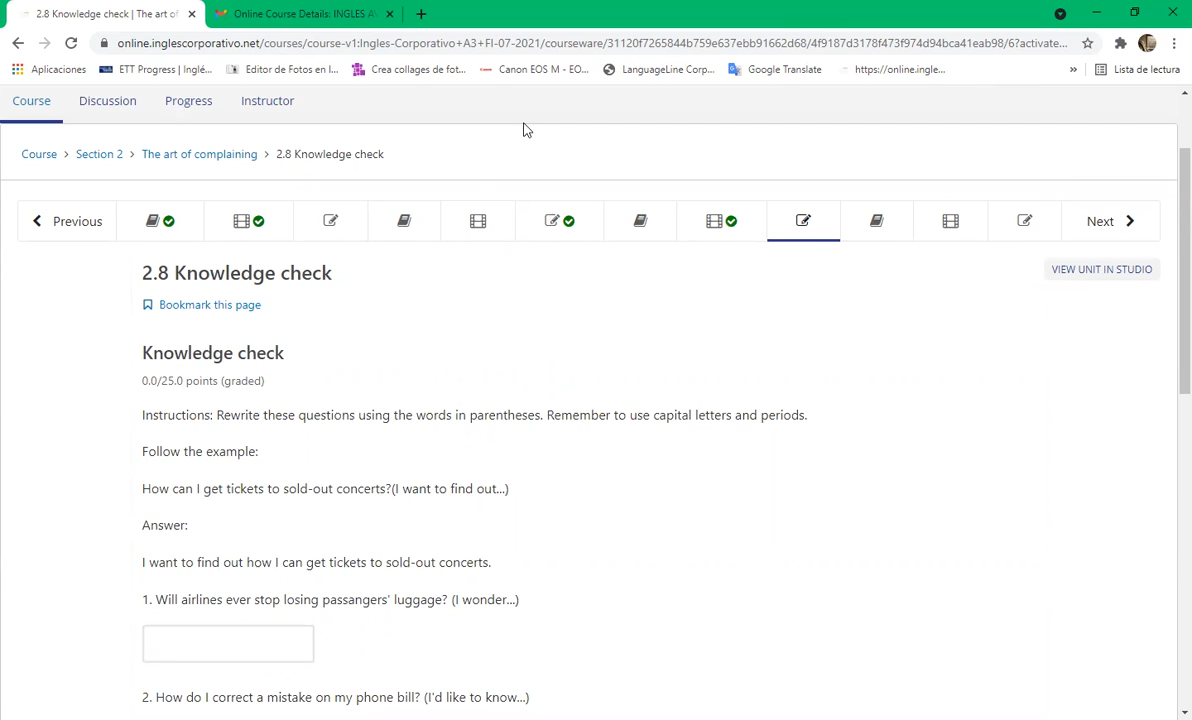 2.8 Knowledge check | The art of
Online Course Details: INGLES A
online.inglescorporativo.net/courses/course-v1:Ingles-Corporativo+A3+FI-07-2021/courseware/31120f7265844b759e637ebb91662d68/4f9187d3178f473f974d94bca41eab98/6?activate...
Aplicaciones ETT Progress | Inglé... Editor de Fotos en l... Crea collages de fot... Canon EOS M - EO... LanguageLine Corp... Google Translate https://online.ingle... » Lista de lectura
Course Discussion Progress Instructor
Course > Section 2 > The art of complaining > 2.8 Knowledge check
Previous Next
2.8 Knowledge check
VIEW UNIT IN STUDIO
Bookmark this page
Knowledge check
0.0/25.0 points (graded)
Instructions: Rewrite these questions using the words in parentheses. Remember to use capital letters and periods.
Follow the example:
How can I get tickets to sold-out concerts?(I want to find out...)
Answer:
I want to find out how I can get tickets to sold-out concerts.
1. Will airlines ever stop losing passangers' luggage? (I wonder...)
2. How do I correct a mistake on my phone bill? (I'd like to know...)